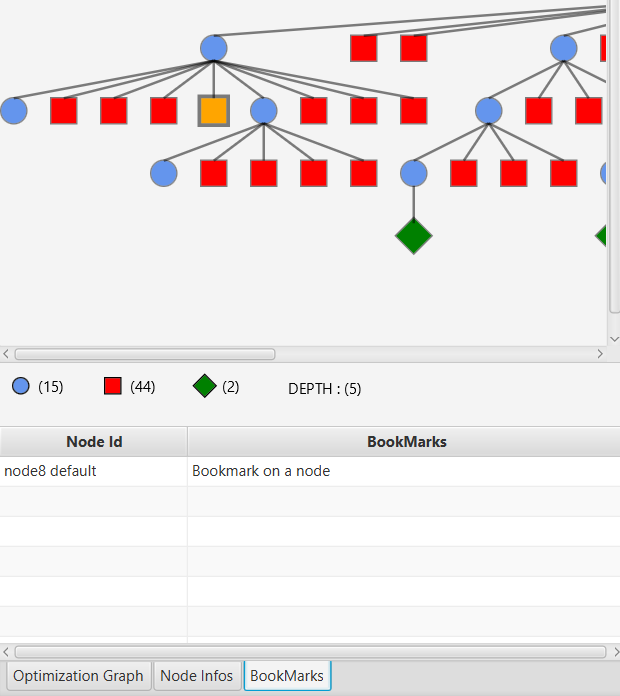 (15) (44) (2) DEPTH : (5)
Node Id BookMarks
node8 default Bookmark on a node
Optimization Graph Node Infos BookMarks